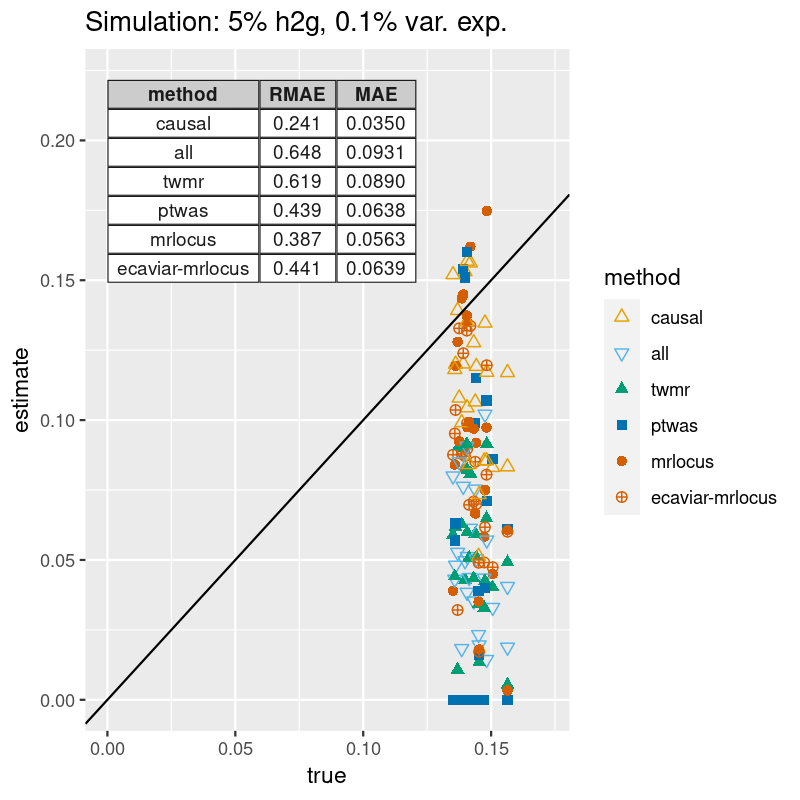 Simulation: 5% h2g, 0.1% var. exp.
method RMAE MAE
causal 0.241 0.0350
all 0.648 0.0931
twmr 0.619 0.0890
ptwas 0.439 0.0638
mrlocus 0.387 0.0563
ecaviar-mrlocus 0.441 0.0639
estimate
0.20
0.15
0.10
0.05
0.00
0.00 0.05 0.10 0.15
true
method
causal
all
twmr
ptwas
mrlocus
ecaviar-mrlocus